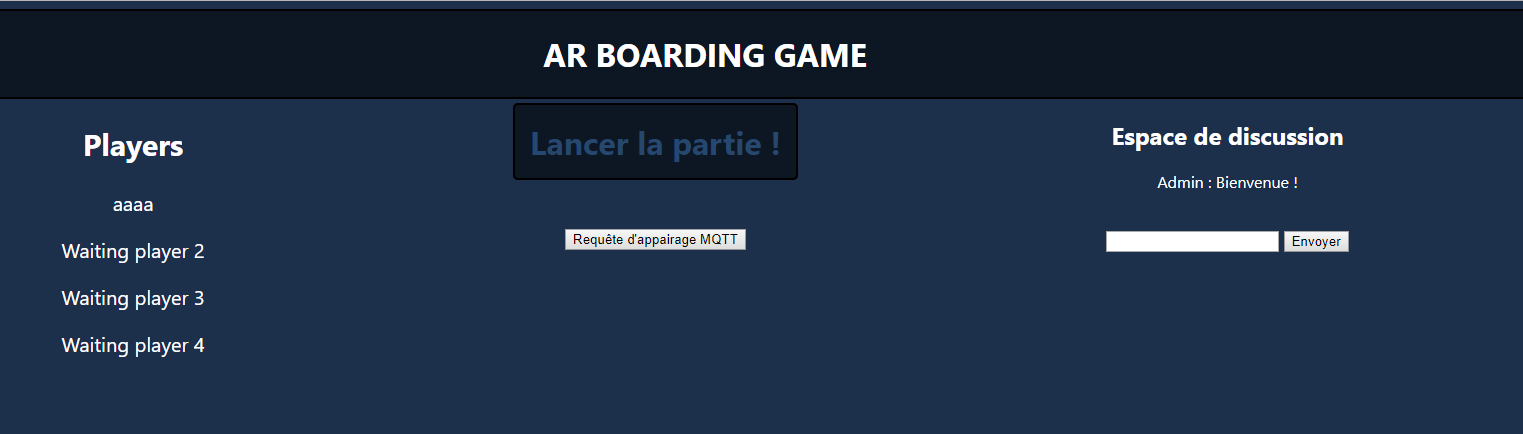 AR BOARDING GAME
Players
aaaa
Waiting player 2
Waiting player 3
Waiting player 4
Lancer la partie !
Requête d'appairage MQTT
Espace de discussion
Admin : Bienvenue !
Envoyer